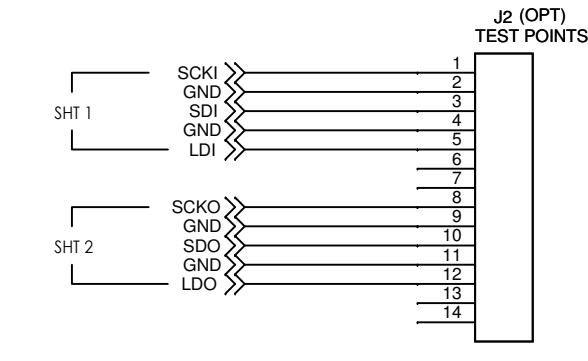 J2 (OPT)
TEST POINTS
SCKI 1
GND 2
SHT 1
SDI 3
GND 4
LDI 5
6
7
SCKO 8
GND 9
SHT 2
SDO 10
GND 11
LDO 12
13
14